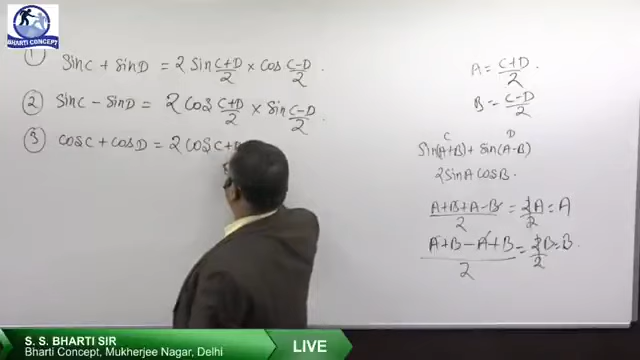 BHARTI CONCEPT
① SinC + SinD = 2 Sin C+D/2 × Cos C-D/2 .
② SinC − SinD = 2 Cos C+D/2 × Sin C-D/2 .
③ CosC + CosD = 2 Cos C+D
A = C+D/2 .
B = C-D/2
C D
Sin(A+B) + Sin(A-B)
2SinA CosB .
A+B+A-B/2 = 2A/2 = A
A+B-A+B/2 = 2B/2 = B .
S. S. BHARTI SIR
Bharti Concept, Mukherjee Nagar, Delhi
LIVE